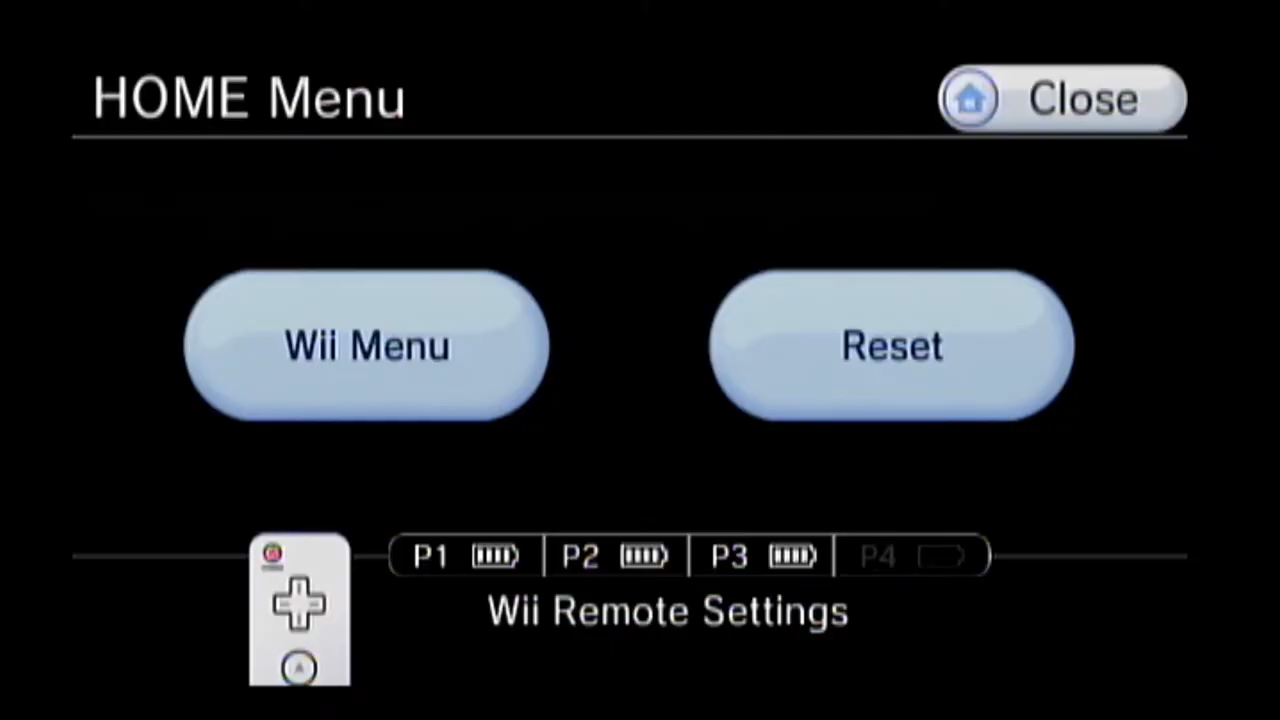 HOME Menu
Close
Wii Menu
Reset
P1 P2 P3 P4
Wii Remote Settings
A